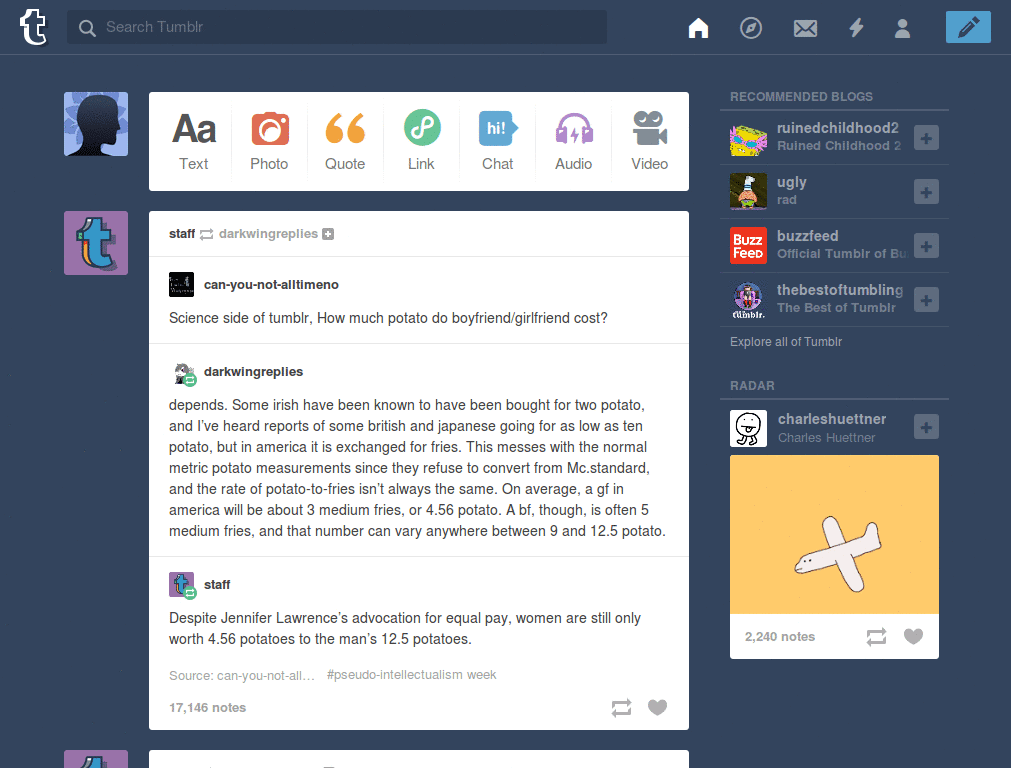 t
Search Tumblr
Aa
hi!
Text
Photo
Quote
Link
Chat
Audio
Video
staff darkwingreplies
can-you-not-alltimeno
Science side of tumblr, How much potato do boyfriend/girlfriend cost?
darkwingreplies
depends. Some irish have been known to have been bought for two potato,
and I've heard reports of some british and japanese going for as low as ten
potato, but in america it is exchanged for fries. This messes with the normal
metric potato measurements since they refuse to convert from Mc.standard,
and the rate of potato-to-fries isn't always the same. On average, a gf in
america will be about 3 medium fries, or 4.56 potato. A bf, though, is often 5
medium fries, and that number can vary anywhere between 9 and 12.5 potato.
staff
Despite Jennifer Lawrence's advocation for equal pay, women are still only
worth 4.56 potatoes to the man's 12.5 potatoes.
Source: can-you-not-all… #pseudo-intellectualism week
17,146 notes
RECOMMENDED BLOGS
ruinedchildhood2
Ruined Childhood 2
ugly
rad
BUZZ
FEED
buzzfeed
Official Tumblr of Bu
thebestoftumbling
The Best of Tumblr
tumblr.
Explore all of Tumblr
RADAR
charleshuettner
Charles Huettner
2,240 notes